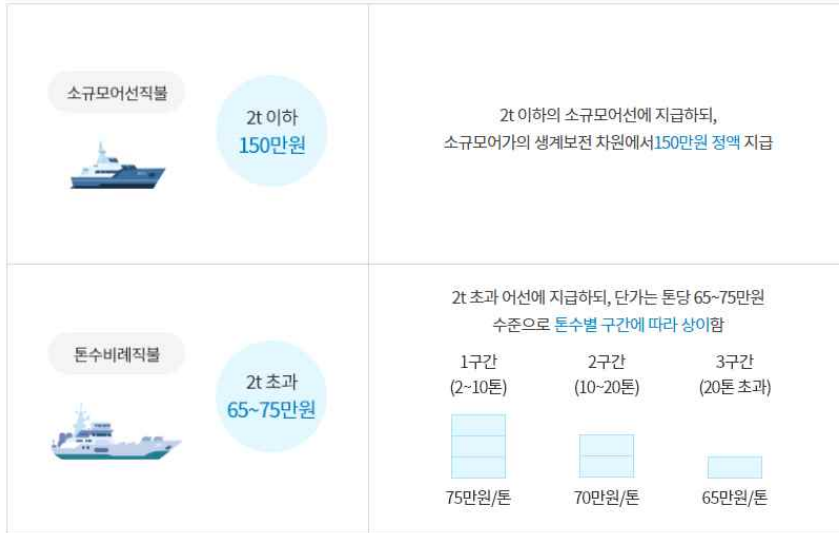 소규모어선직불
2t 이하
150만원
2t 이하의 소규모어선에 지급하되,
소규모어가의 생계보전 차원에서150만원 정액 지급
톤수비례직불
2t 초과
65~75만원
2t 초과 어선에 지급하되, 단가는 톤당 65~75만원
수준으로 톤수별 구간에 따라 상이함
1구간 2구간 3구간
(2~10톤) (10~20톤) (20톤 초과)
75만원/톤 70만원/톤 65만원/톤